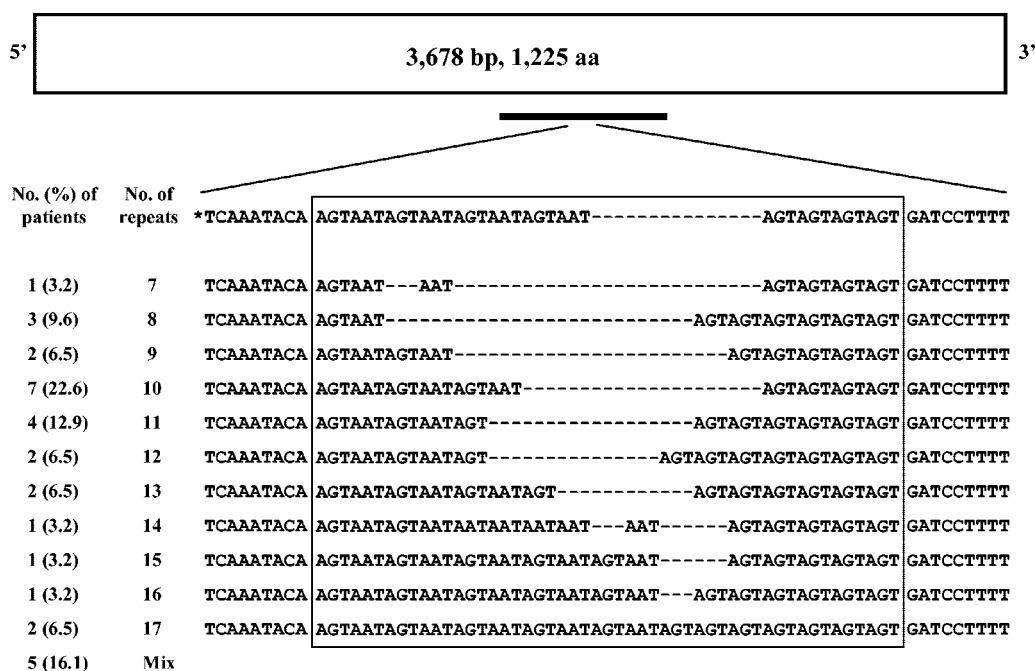 5’ 3,678 bp, 1,225 aa 3’
No. (%) of patients
No. of repeats
*TCAAATACA AGTAATAGTAATAGTAATAGTAAT---------------AGTAGTAGTAGT GATCCTTTT
1 (3.2) 7 TCAAATACA AGTAAT---AAT---------------------------AGTAGTAGTAGT GATCCTTTT
3 (9.6) 8 TCAAATACA AGTAAT---------------------------AGTAGTAGTAGTAGTAGT GATCCTTTT
2 (6.5) 9 TCAAATACA AGTAATAGTAAT------------------------AGTAGTAGTAGTAGT GATCCTTTT
7 (22.6) 10 TCAAATACA AGTAATAGTAATAGTAAT---------------------AGTAGTAGTAGT GATCCTTTT
4 (12.9) 11 TCAAATACA AGTAATAGTAATAGT------------------AGTAGTAGTAGTAGTAGT GATCCTTTT
2 (6.5) 12 TCAAATACA AGTAATAGTAATAGT---------------AGTAGTAGTAGTAGTAGTAGT GATCCTTTT
2 (6.5) 13 TCAAATACA AGTAATAGTAATAGTAATAGT------------AGTAGTAGTAGTAGTAGT GATCCTTTT
1 (3.2) 14 TCAAATACA AGTAATAGTAATAATAATAATAAT---AAT------AGTAGTAGTAGTAGT GATCCTTTT
1 (3.2) 15 TCAAATACA AGTAATAGTAATAGTAATAGTAATAGTAAT------AGTAGTAGTAGTAGT GATCCTTTT
1 (3.2) 16 TCAAATACA AGTAATAGTAATAGTAATAGTAATAGTAAT---AGTAGTAGTAGTAGTAGT GATCCTTTT
2 (6.5) 17 TCAAATACA AGTAATAGTAATAGTAATAGTAATAGTAATAGTAGTAGTAGTAGTAGTAGT GATCCTTTT
5 (16.1) Mix